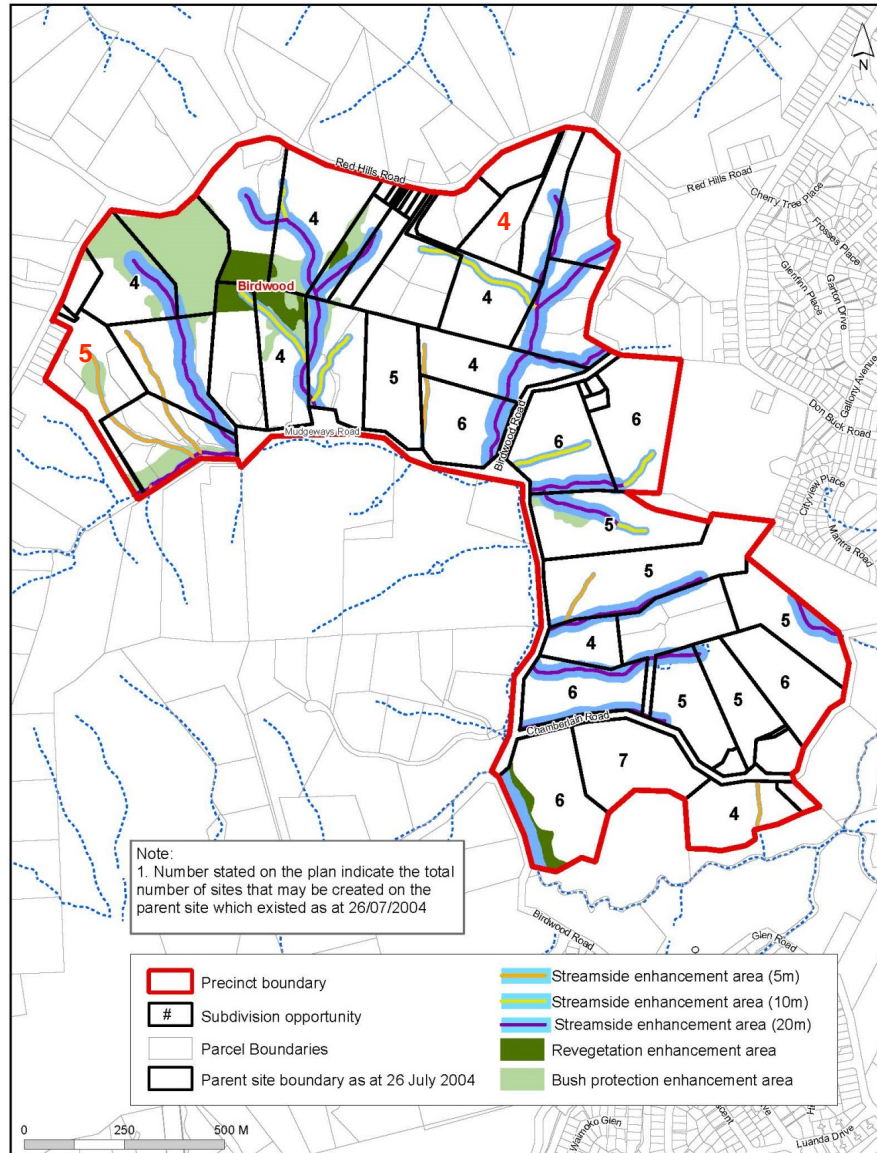 N
Red Hills Road
Red Hills Road
Cherry Tree Place
Frosses Place
Glenfinn Place
Garton Drive
Gallony Avenue
Don Buck Road
Cityview Place
Mantra Road
4
4
4
Birdwood
4
5
4
5
4
6
Mudgeways Road
Birdwood Road
6
6
5
5
5
4
6
5
5
6
Chamberlain Road
7
6
4
Note:
1. Number stated on the plan indicate the total
number of sites that may be created on the
parent site which existed as at 26/07/2004
Birdwood Road
Glen Road
Precinct boundary
# Subdivision opportunity
Parcel Boundaries
Parent site boundary as at 26 July 2004
Streamside enhancement area (5m)
Streamside enhancement area (10m)
Streamside enhancement area (20m)
Revegetation enhancement area
Bush protection enhancement area
0 250 500 M
Waimoko Glen
Luanda Drive